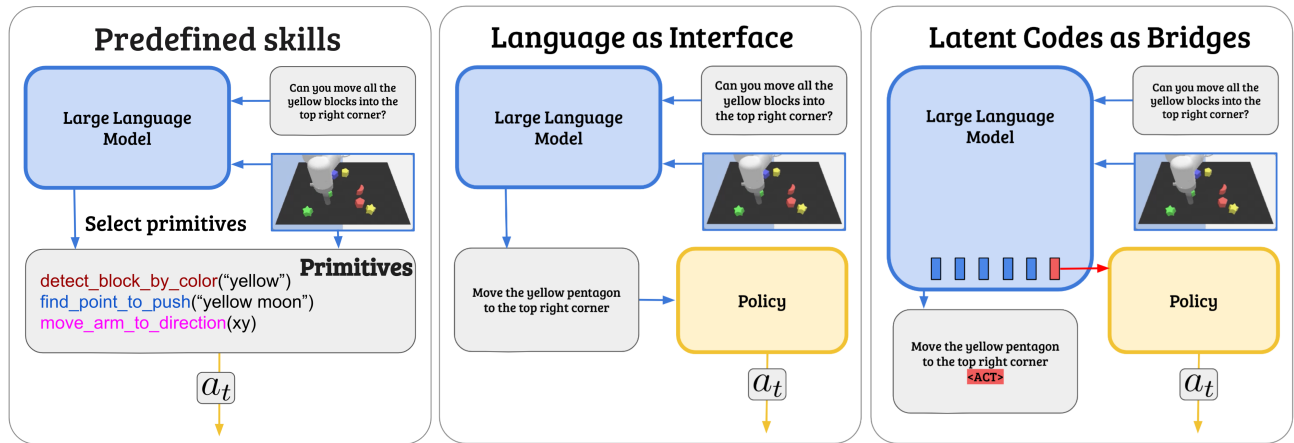 Predefined skills
Large Language
Model
Can you move all the
yellow blocks into the
top right corner?
Select primitives
Primitives
detect_block_by_color(“yellow”)
find_point_to_push(“yellow moon”)
move_arm_to_direction(xy)
a_t
Language as Interface
Large Language
Model
Can you move all the
yellow blocks into
the top right corner?
Move the yellow pentagon
to the top right corner
Policy
a_t
Latent Codes as Bridges
Large Language
Model
Can you move all the
yellow blocks into the
top right corner?
Policy
Move the yellow pentagon
to the top right corner
<ACT>
a_t